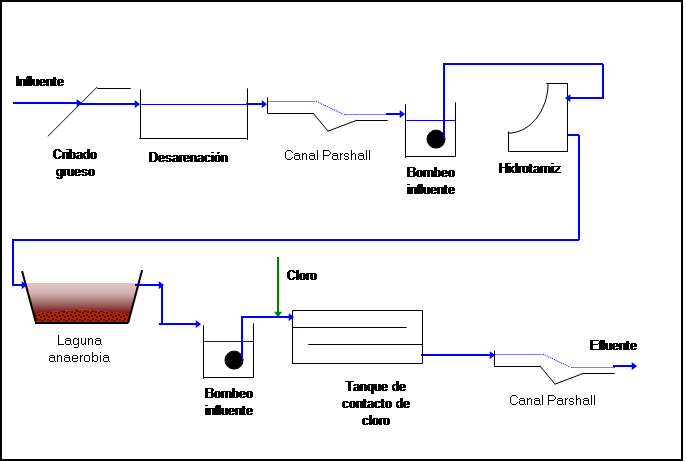 Influente
Cribado
grueso
Desarenación
Canal Parshall
Bombeo
influente
Hidrotamiz
Laguna
anaerobia
Bombeo
influente
Cloro
Tanque de
contacto de
cloro
Efluente
Canal Parshall